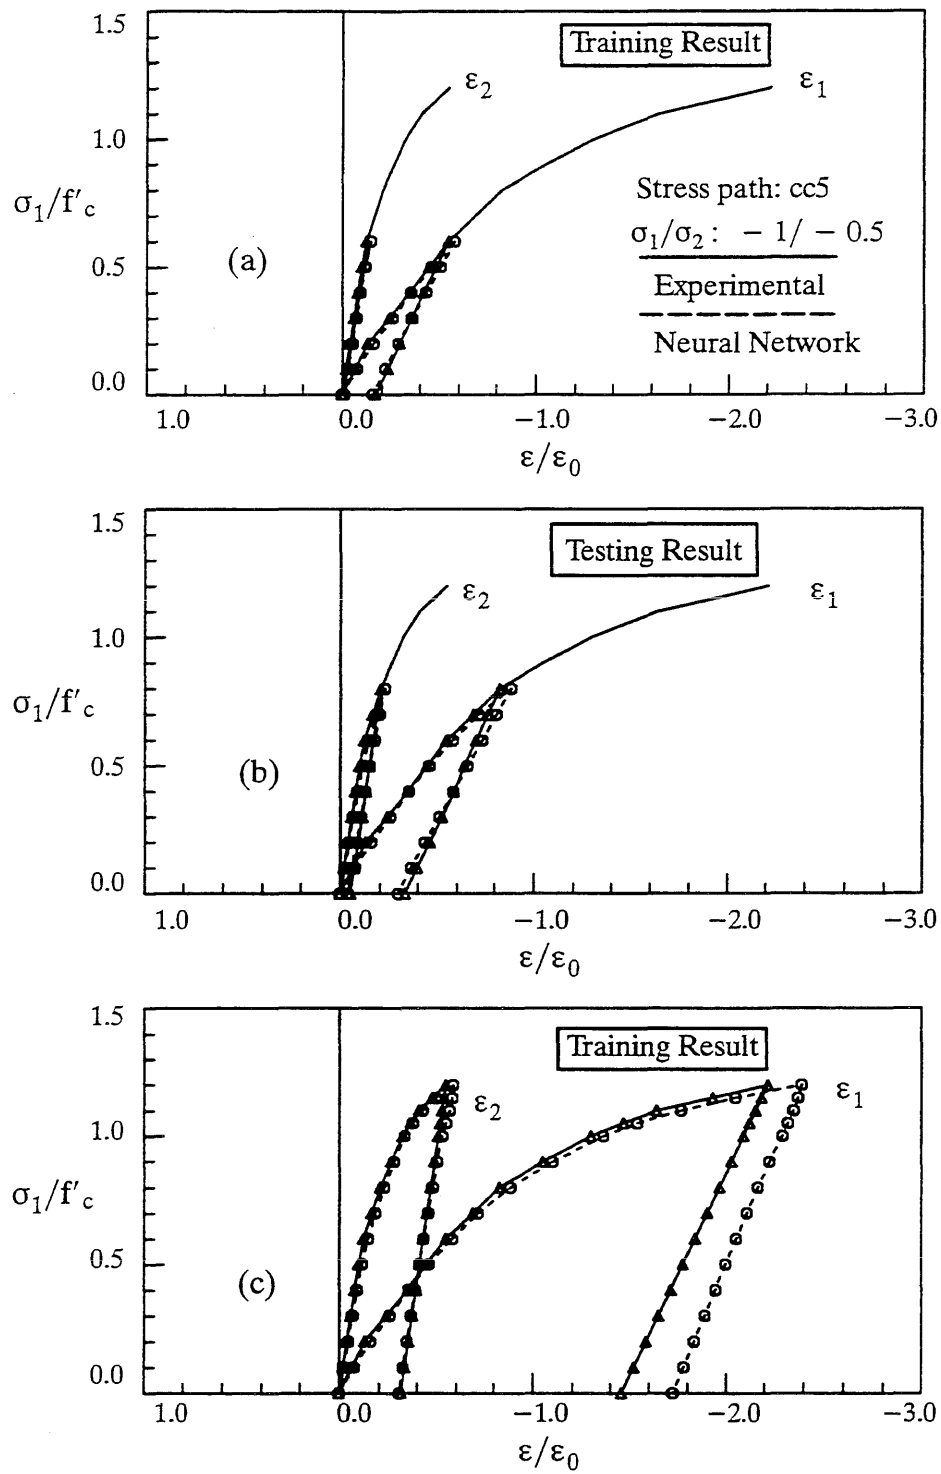 1.5
Training Result
ε2
ε1
1.0
Stress path: cc5
σ1/f′c
σ1/σ2 : − 1/ − 0.5
(a)
0.5
Experimental
Neural Network
0.0
1.0 0.0 −1.0 −2.0 −3.0
ε/ε0
1.5
Testing Result
ε2
ε1
1.0
σ1/f′c
(b)
0.5
0.0
1.0 0.0 −1.0 −2.0 −3.0
ε/ε0
1.5
Training Result
ε2
ε1
1.0
σ1/f′c
(c)
0.5
0.0
1.0 0.0 −1.0 −2.0 −3.0
ε/ε0